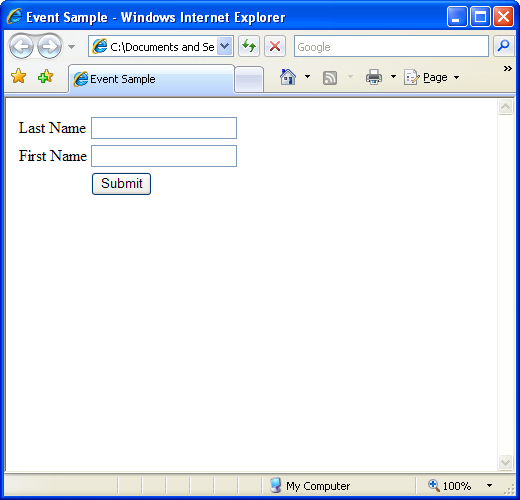 Event Sample - Windows Internet Explorer
C:\Documents and Se
Google
Event Sample
Page
»
Last Name
First Name
Submit
My Computer
100%